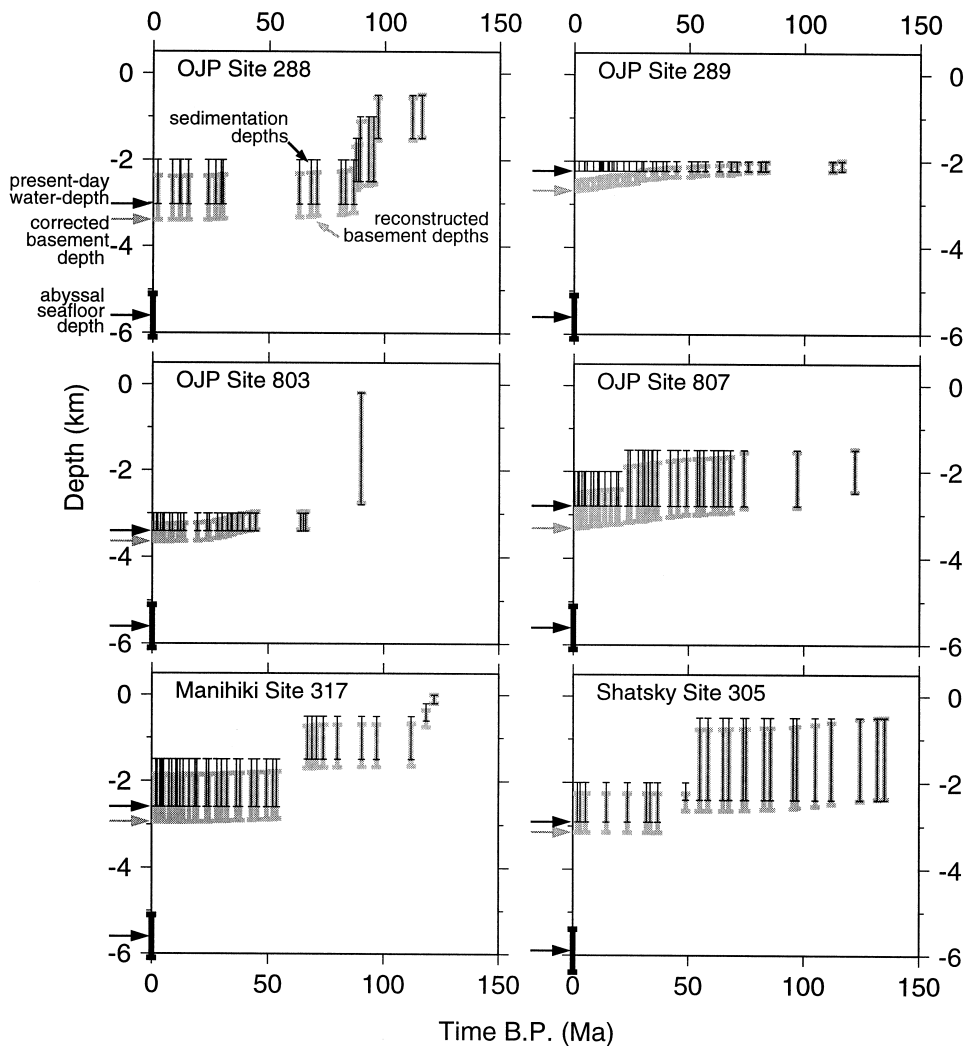 0 50 100 150 0 50 100 150
OJP Site 288
OJP Site 289
0
0
sedimentation
depths
-2
-2
present-day
water-depth
corrected
basement
depth
reconstructed
basement depths
-4
-4
abyssal
seafloor
depth
-6
-6
OJP Site 803
OJP Site 807
0
0
-2
-2
-4
-4
-6
-6
Depth (km)
Manihiki Site 317
Shatsky Site 305
0
0
-2
-2
-4
-4
-6
-6
0 50 100 150 0 50 100 150
Time B.P. (Ma)